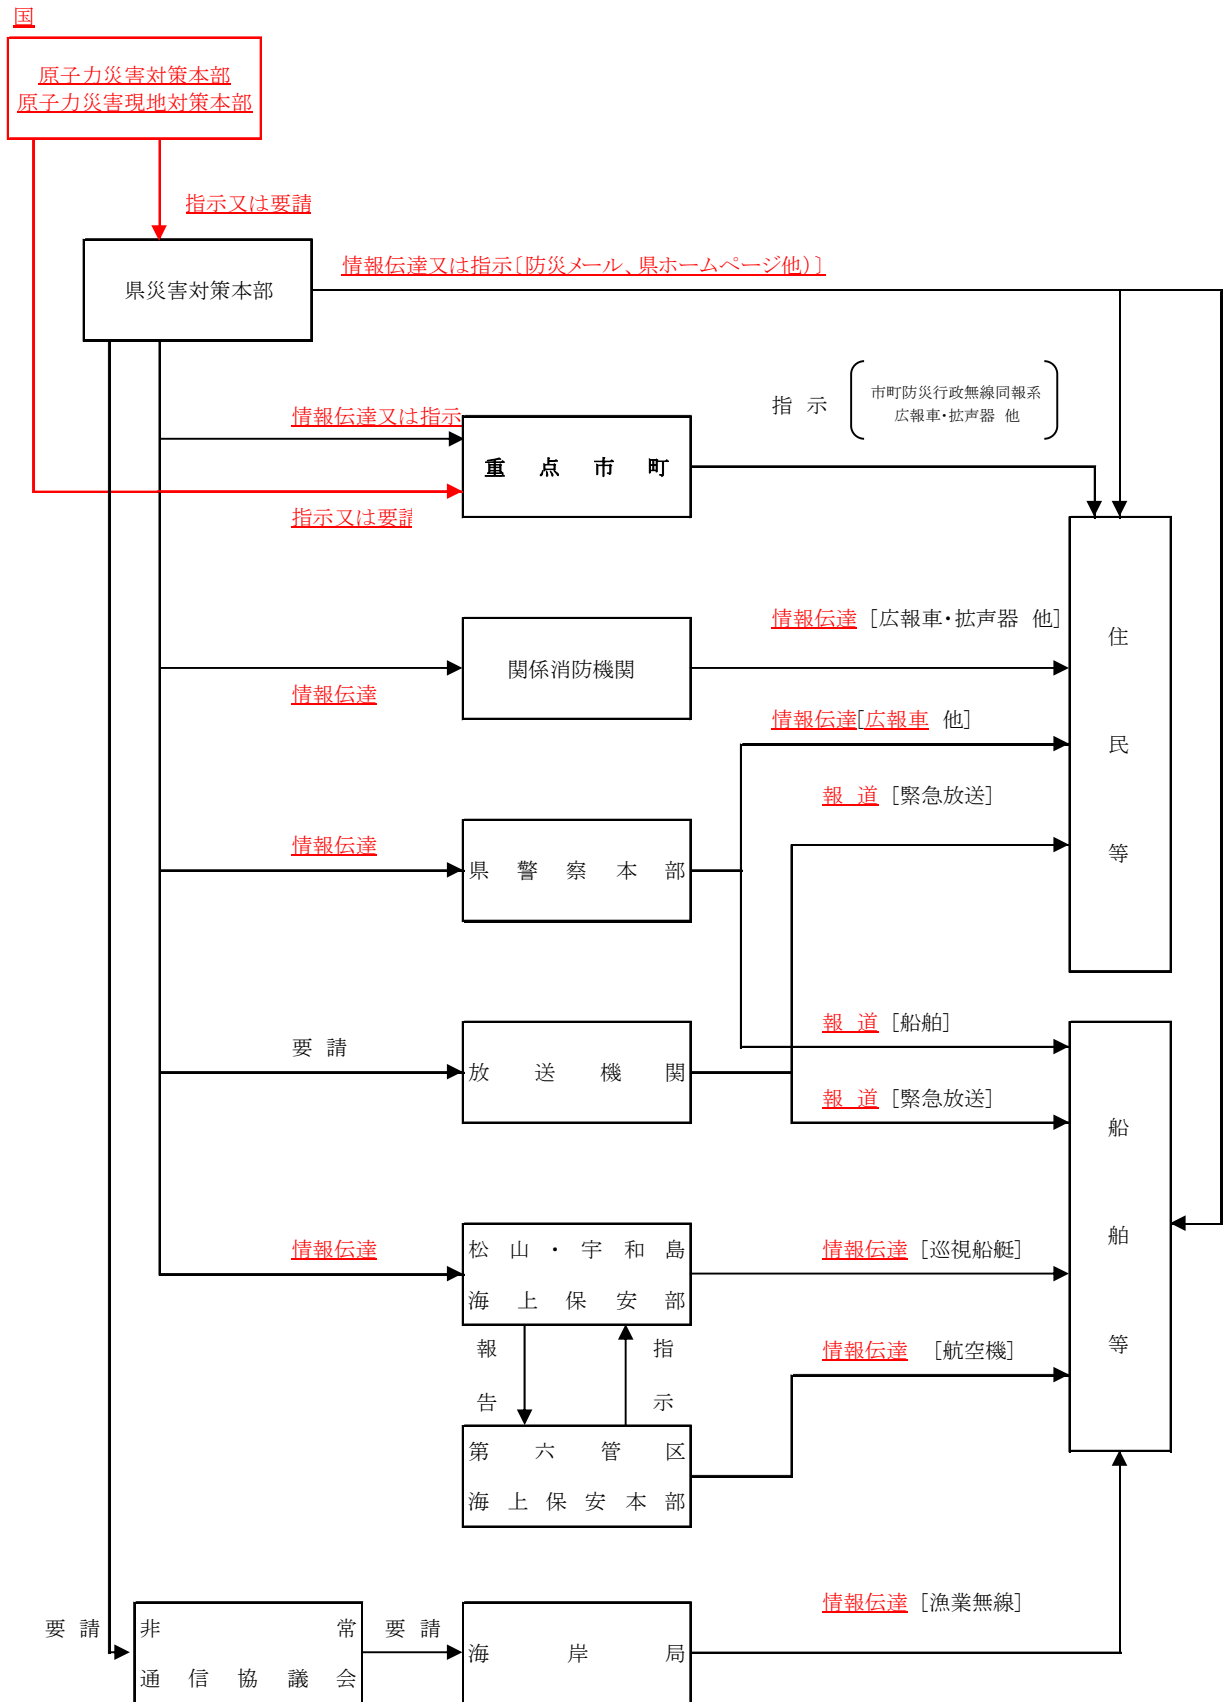 国
原子力災害対策本部
原子力災害現地対策本部
指示又は要請
情報伝達又は指示〔防災メール、県ホームページ他）〕
県災害対策本部
指 示
市町防災行政無線同報系
広報車・拡声器 他
情報伝達又は指示
重 点 市 町
指示又は要請
情報伝達 [広報車・拡声器 他]
関係消防機関
情報伝達
情報伝達[広報車 他]
報 道 [緊急放送]
住民等
情報伝達
県 警 察 本 部
報 道 [船舶]
要 請
放 送 機 関
報 道 [緊急放送]
船舶等
情報伝達
松 山 ・ 宇 和 島
海 上 保 安 部
情報伝達 [巡視船艇]
報告
指示
情報伝達 [航空機]
第 六 管 区
海 上 保 安 本 部
情報伝達 [漁業無線]
要 請
非 常
通 信 協 議 会
要 請
海 岸 局